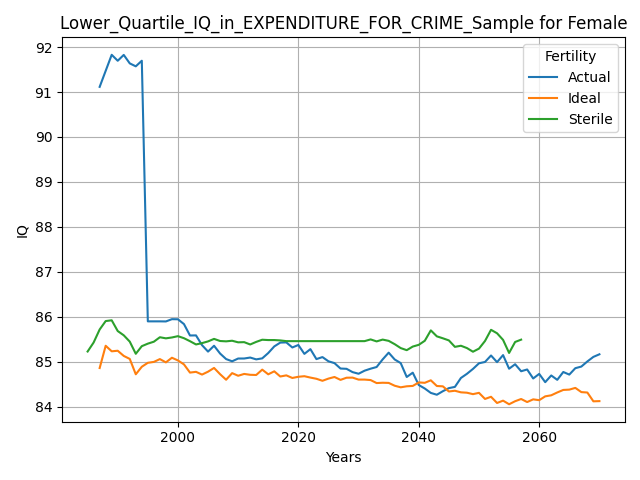 Lower_Quartile_IQ_in_EXPENDITURE_FOR_CRIME_Sample for Female
Fertility
Actual
Ideal
Sterile
92
91
90
89
88
87
86
85
84
IQ
2000
2020
2040
2060
Years